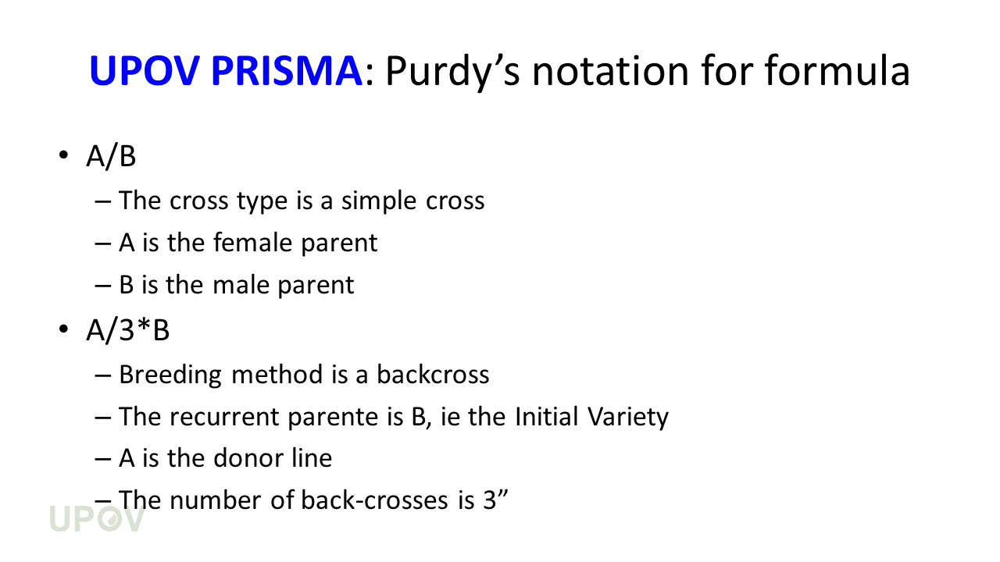 UPOV PRISMA: Purdy’s notation for formula
• A/B
– The cross type is a simple cross
– A is the female parent
– B is the male parent
• A/3*B
– Breeding method is a backcross
– The recurrent parente is B, ie the Initial Variety
– A is the donor line
– The number of back-crosses is 3”
UPOV